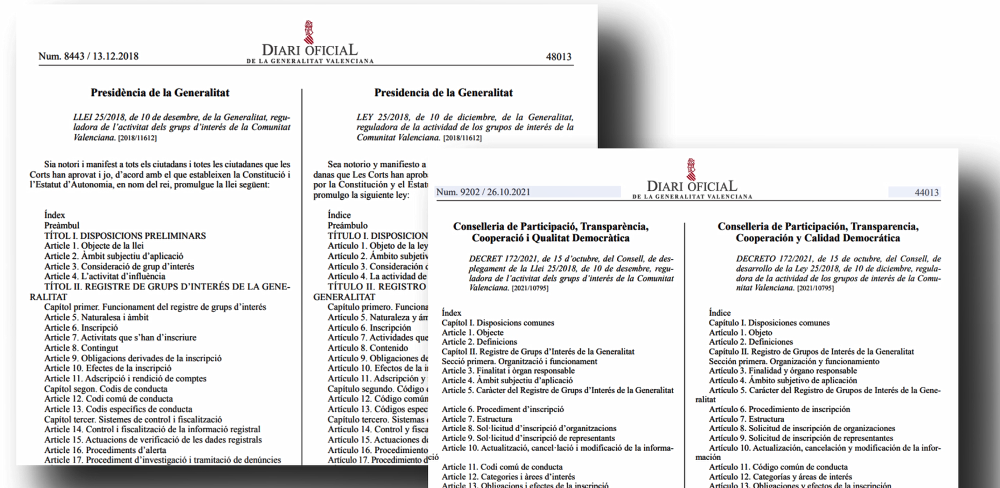 Num. 8443 / 13.12.2018
DIARI OFICIAL
DE LA GENERALITAT VALENCIANA
48013
Presidència de la Generalitat
LLEI 25/2018, de 10 de desembre, de la Generalitat, regu-
ladora de l’activitat dels grups d’interés de la Comunitat
Valenciana. [2018/11612]
Sia notori i manifest a tots els ciutadans i totes les ciutadanes que les
Corts han aprovat i jo, d’acord amb el que estableixen la Constitució i
l’Estatut d’Autonomia, en nom del rei, promulgue la llei següent:
Índex
Preàmbul
TÍTOL I. DISPOSICIONS PRELIMINARS
Article 1. Objecte de la llei
Article 2. Àmbit subjectiu d’aplicació
Article 3. Consideració de grup d’interés
Article 4. L’activitat d’influència
TÍTOL II. REGISTRE DE GRUPS D’INTERÉS DE LA GENE-
RALITAT
Capítol primer. Funcionament del registre de grups d’interés
Article 5. Naturalesa i àmbit
Article 6. Inscripció
Article 7. Activitats que s’han d’inscriure
Article 8. Contingut
Article 9. Obligacions derivades de la inscripció
Article 10. Efectes de la inscripció
Article 11. Adscripció i rendició de comptes
Capítol segon. Codis de conducta
Article 12. Codi comú de conducta
Article 13. Codis específics de conducta
Capítol tercer. Sistemes de control i fiscalització
Article 14. Control i fiscalització de la informació registral
Article 15. Actuacions de verificació de les dades registrals
Article 16. Procediments d’alerta
Article 17. Procediment d’investigació i tramitació de denúncies
Presidencia de la Generalitat
LEY 25/2018, de 10 de diciembre, de la Generalitat,
reguladora de la actividad de los grupos de interés de la
Comunitat Valenciana. [2018/11612]
Sea notorio y manifiesto a
danas que Les Corts han aprob
por la Constitución y el Estat
promulgo la siguiente ley:
Índice
Preámbulo
TÍTULO I. DISPOSICION
Artículo 1. Objeto de la ley
Artículo 2. Ámbito subjetiv
Artículo 3. Consideración d
Artículo 4. La actividad de
TÍTULO II. REGISTRO
GENERALITAT
Capítulo primero. Funciona
Artículo 5. Naturaleza y ám
Artículo 6. Inscripción
Artículo 7. Actividades que
Artículo 8. Contenido
Artículo 9. Obligaciones de
Artículo 10. Efectos de la i
Artículo 11. Adscripción y
Capítulo segundo. Código
Artículo 12. Código común
Artículo 13. Códigos espec
Capítulo tercero. Sistemas
Artículo 14. Control y fisca
Artículo 15. Actuaciones de
Artículo 16. Procedimiento
Artículo 17. Procedimiento d
Num. 9202 / 26.10.2021
DIARI OFICIAL
DE LA GENERALITAT VALENCIANA
44013
Conselleria de Participació, Transparència,
Cooperació i Qualitat Democràtica
DECRET 172/2021, de 15 d’octubre, del Consell, de des-
plegament de la Llei 25/2018, de 10 de desembre, regu-
ladora de l’activitat dels grups d’interés de la Comunitat
Valenciana. [2021/10795]
Índex
Capítol I. Disposicions comunes
Article 1. Objecte
Article 2. Definicions
Capítol II. Registre de Grups d’Interés de la Generalitat
Secció primera. Organització i funcionament
Article 3. Finalitat i òrgan responsable
Article 4. Àmbit subjectiu d’aplicació
Article 5. Caràcter del Registre de Grups d’Interés de la Generalitat
Article 6. Procediment d’inscripció
Article 7. Estructura
Article 8. Sol·licitud d’inscripció d’organitzacions
Article 9. Sol·licitud d’inscripció de representants
Article 10. Actualització, cancel·lació i modificació de la informa-
ció
Article 11. Codi comú de conducta
Article 12. Categories i àrees d’interés
Article 13. Obligacions i efectes de la inscripció
Conselleria de Participación, Transparencia,
Cooperación y Calidad Democrática
DECRETO 172/2021, de 15 de octubre, del Consell, de
desarrollo de la Ley 25/2018, de 10 de diciembre, regula-
dora de la actividad de los grupos de interés de la Comu-
nitat Valenciana. [2021/10795]
Índice
Capítulo I. Disposiciones comunes
Artículo 1. Objeto
Artículo 2. Definiciones
Capítulo II. Registro de Grupos de Interés de la Generalitat
Sección primera. Organización y funcionamiento
Artículo 3. Finalidad y órgano responsable
Artículo 4. Ámbito subjetivo de aplicación
Artículo 5. Carácter del Registro de Grupos de Interés de la Gene-
ralitat
Artículo 6. Procedimiento de inscripción
Artículo 7. Estructura
Artículo 8. Solicitud de inscripción de organizaciones
Artículo 9. Solicitud de inscripción de representantes
Artículo 10. Actualización, cancelación y modificación de la infor-
mación
Artículo 11. Código común de conducta
Artículo 12. Categorías y áreas de interés
Artículo 13. Obligaciones y efectos de la inscripción